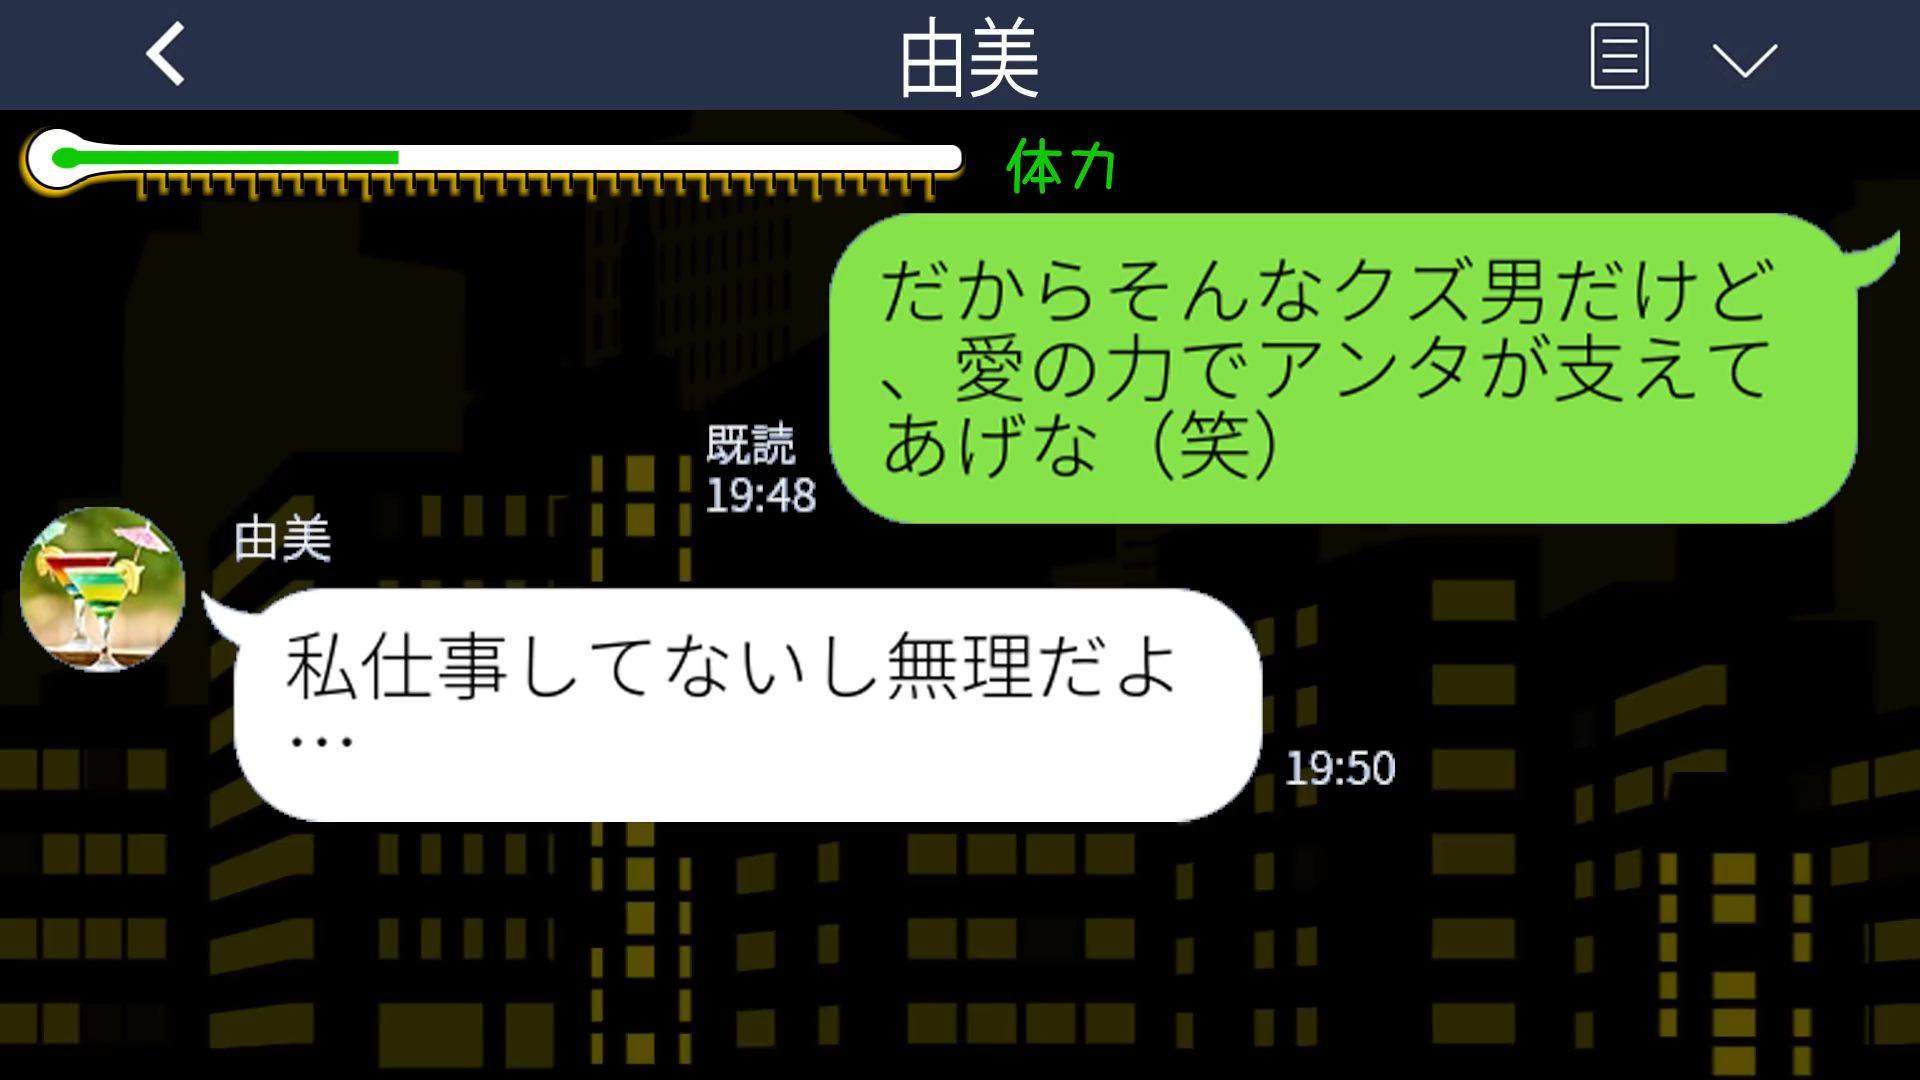 由美
体力
だからそんなクズ男だけど
、愛の力でアンタが支えて
あげな（笑）
既読
19:48
由美
私仕事してないし無理だよ
…
19:50